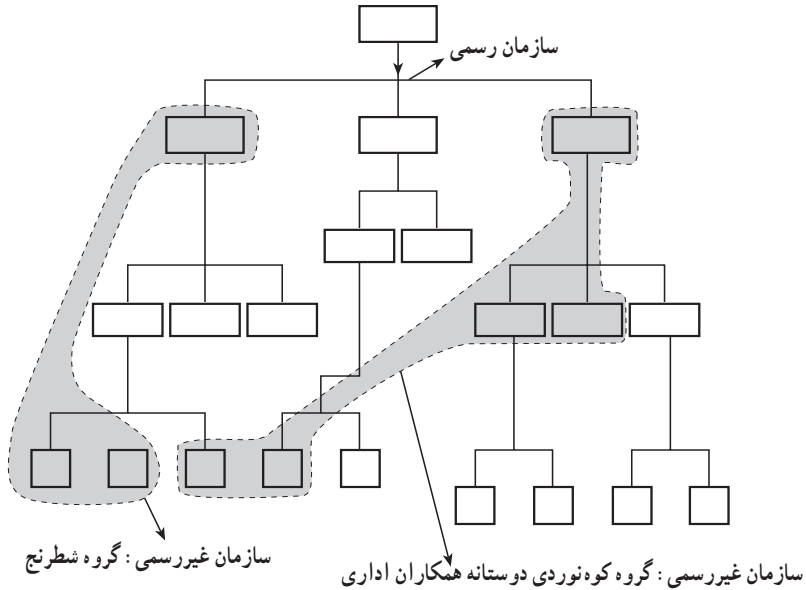 سازمان رسمی
سازمان غیررسمی : گروه شطرنج
سازمان غیررسمی : گروه کوه‌نوردی دوستانه همکاران اداری